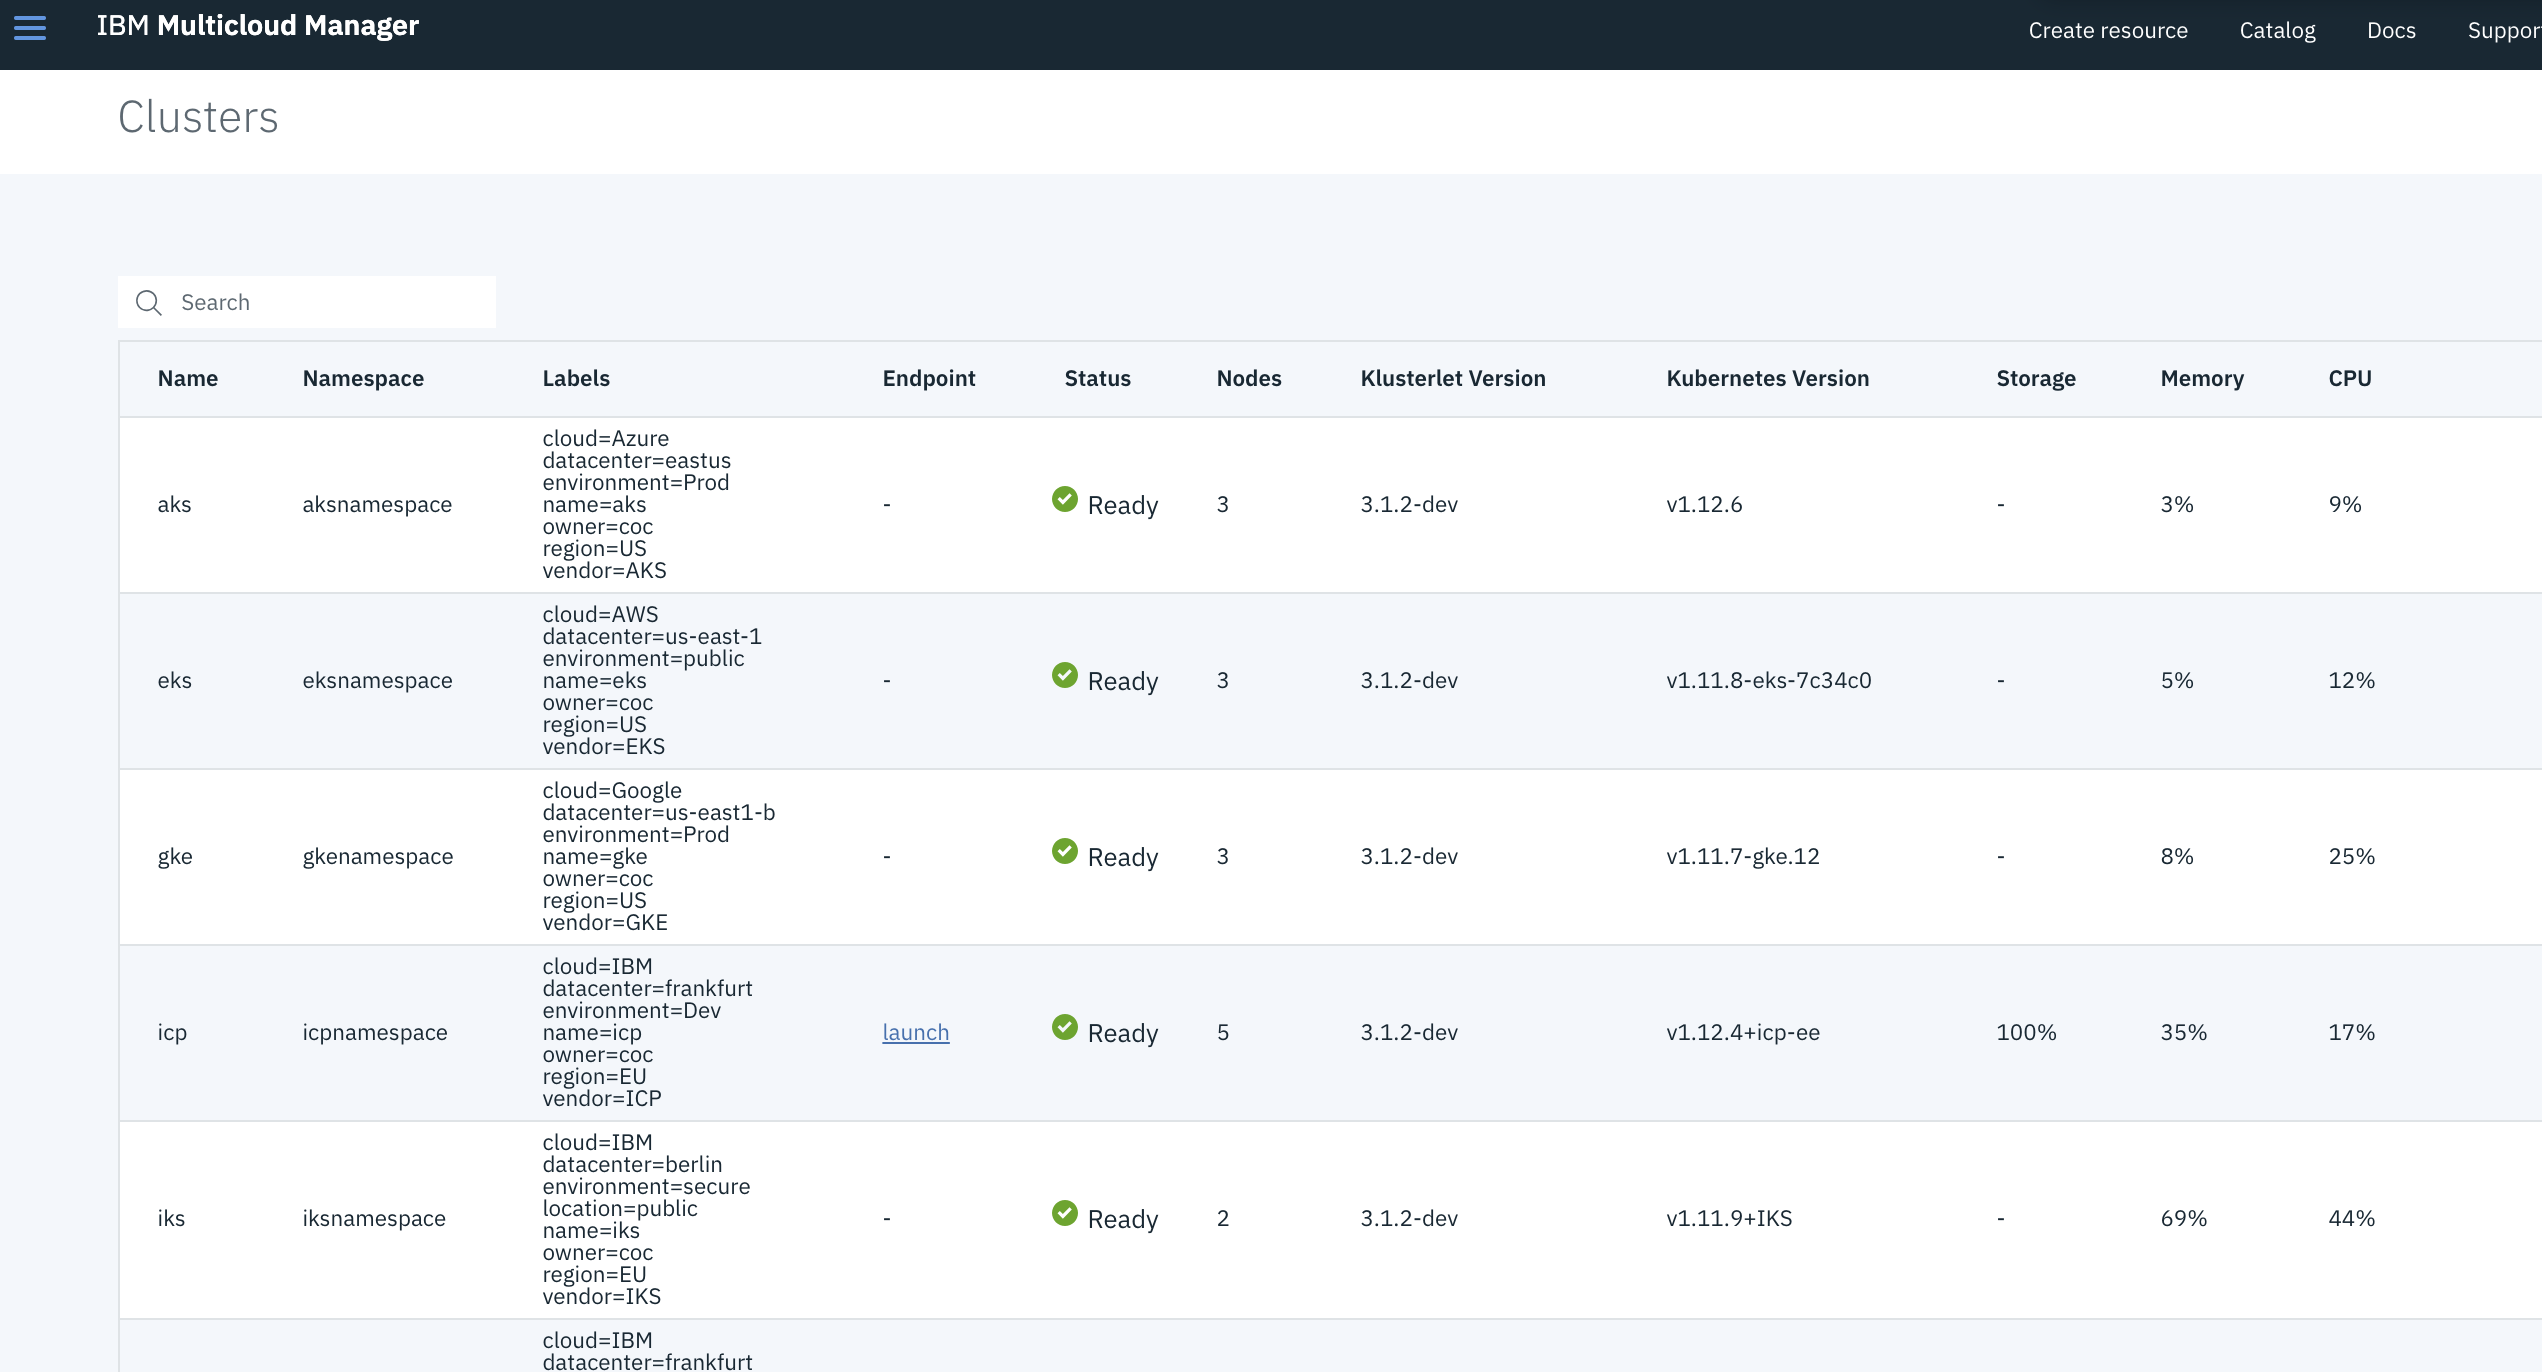 IBM Multicloud Manager
Create resource Catalog Docs Suppor
Clusters
Search
Name Namespace Labels Endpoint Status Nodes Klusterlet Version Kubernetes Version Storage Memory CPU
cloud=Azure
datacenter=eastus
environment=Prod
aks aksnamespace name=aks - Ready 3 3.1.2-dev v1.12.6 - 3% 9%
owner=coc
region=US
vendor=AKS
cloud=AWS
datacenter=us-east-1
environment=public
eks eksnamespace name=eks - Ready 3 3.1.2-dev v1.11.8-eks-7c34c0 - 5% 12%
owner=coc
region=US
vendor=EKS
cloud=Google
datacenter=us-east1-b
environment=Prod
gke gkenamespace name=gke - Ready 3 3.1.2-dev v1.11.7-gke.12 - 8% 25%
owner=coc
region=US
vendor=GKE
cloud=IBM
datacenter=frankfurt
environment=Dev
icp icpnamespace name=icp launch Ready 5 3.1.2-dev v1.12.4+icp-ee 100% 35% 17%
owner=coc
region=EU
vendor=ICP
cloud=IBM
datacenter=berlin
environment=secure
location=public
iks iksnamespace name=iks - Ready 2 3.1.2-dev v1.11.9+IKS - 69% 44%
owner=coc
region=EU
vendor=IKS
cloud=IBM
datacenter=frankfurt